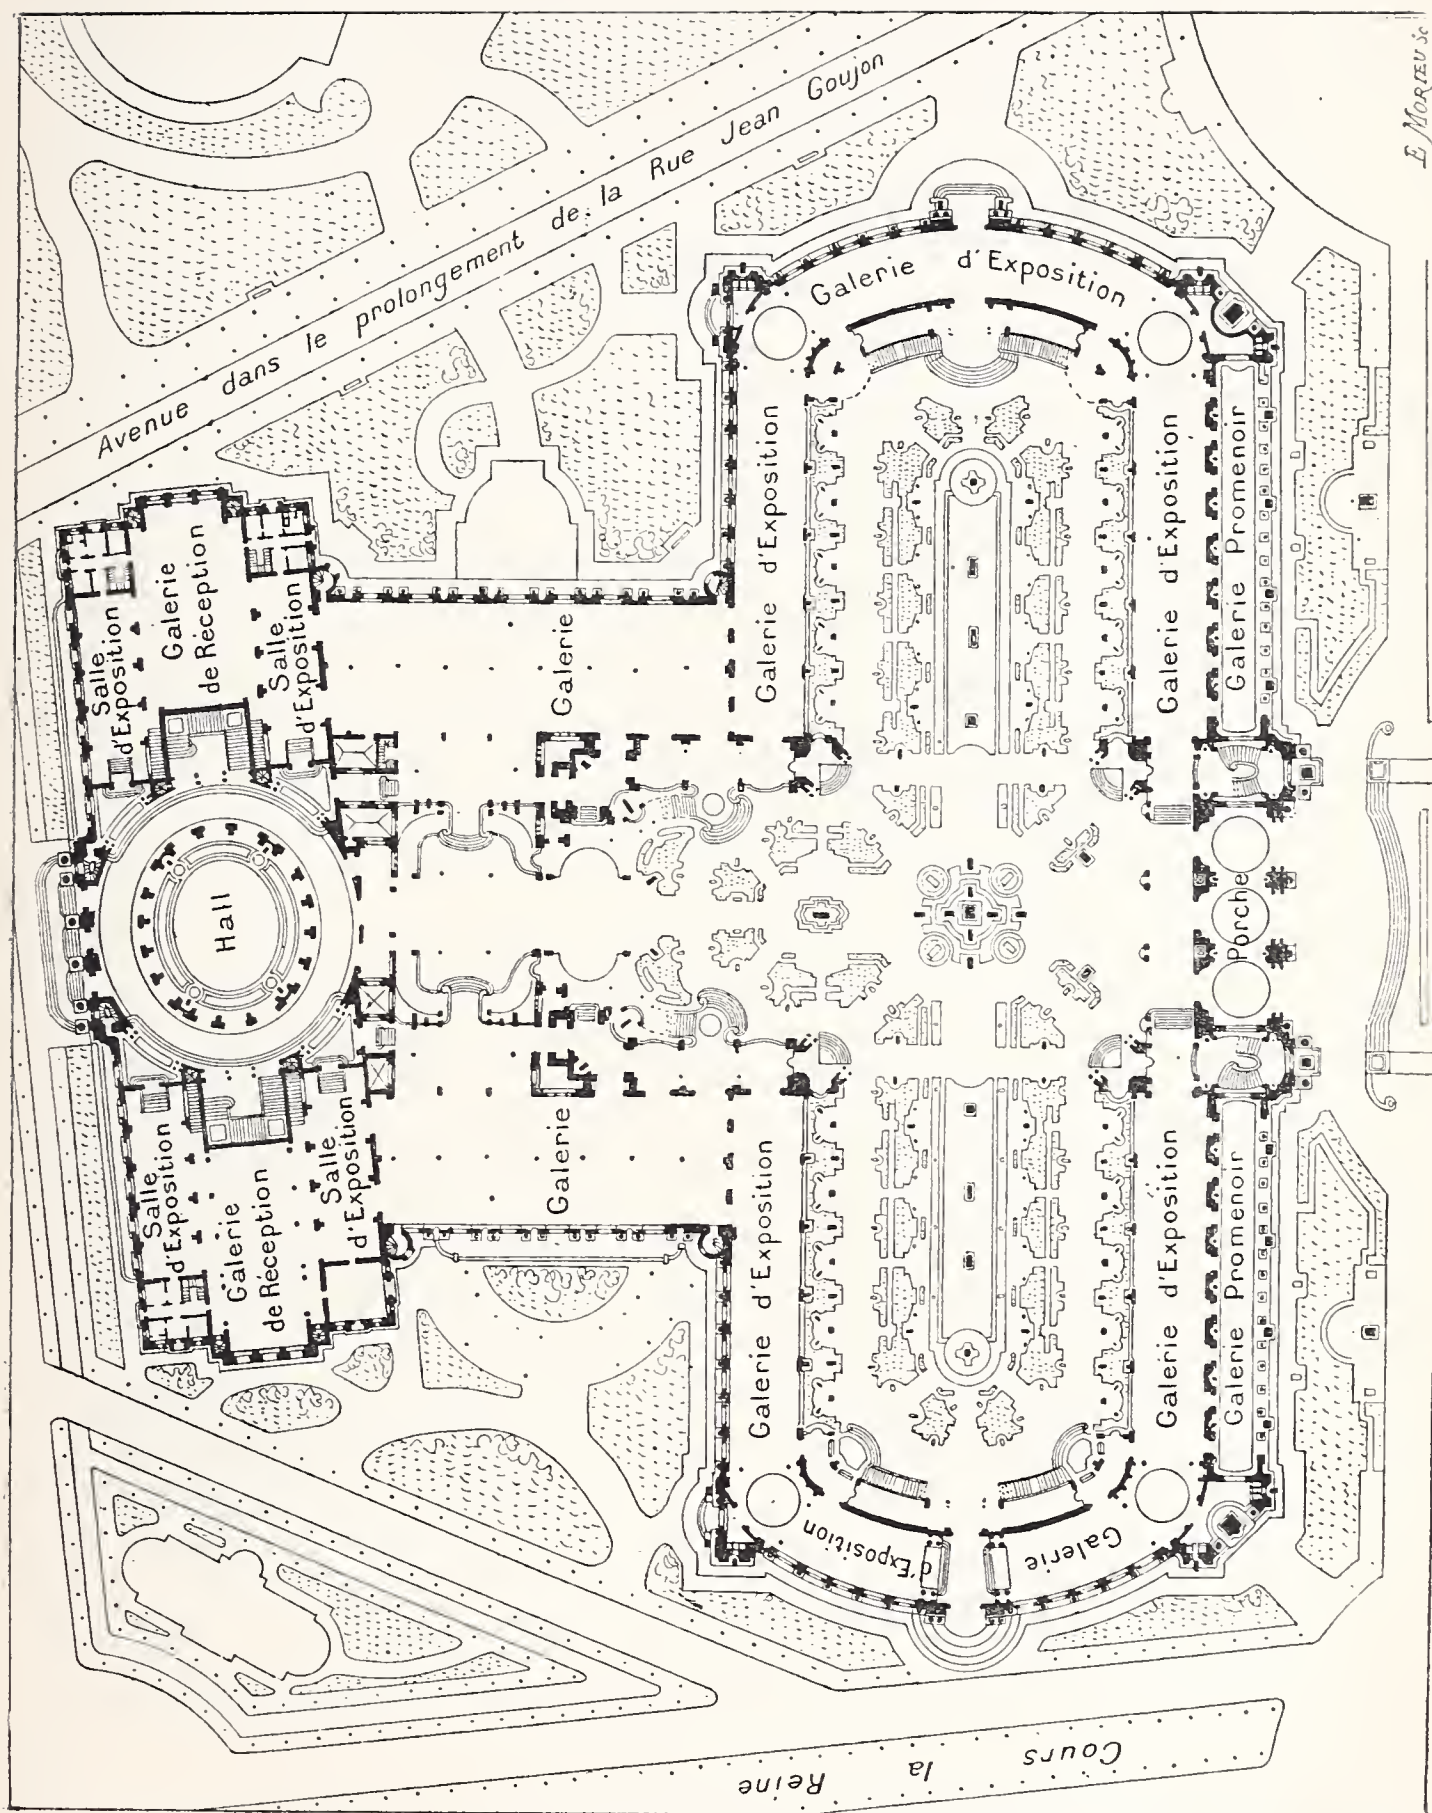 E MORIEU Sc
Avenue dans le prolongement de la Rue Jean Goujon
Galerie d'Exposition
Salle
d'Exposition
Galerie
de Réception
Salle
d'Exposition
Galerie
Galerie d'Exposition
Galerie d'Exposition
Galerie Promenoir
Hall
Porche
Salle
d'Exposition
Galerie
de Réception
Salle
d'Exposition
Galerie
Galerie d'Exposition
Galerie d'Exposition
Galerie Promenoir
Galerie d'Exposition
Cours la Reine